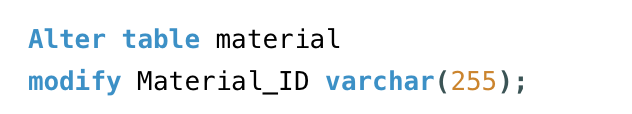 Alter table material
modify Material_ID varchar(255);